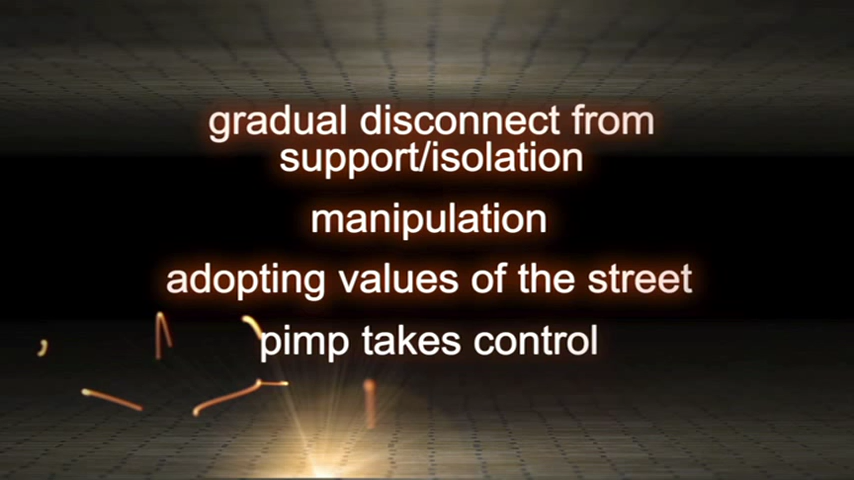 gradual disconnect from
support/isolation
manipulation
adopting values of the street
pimp takes control